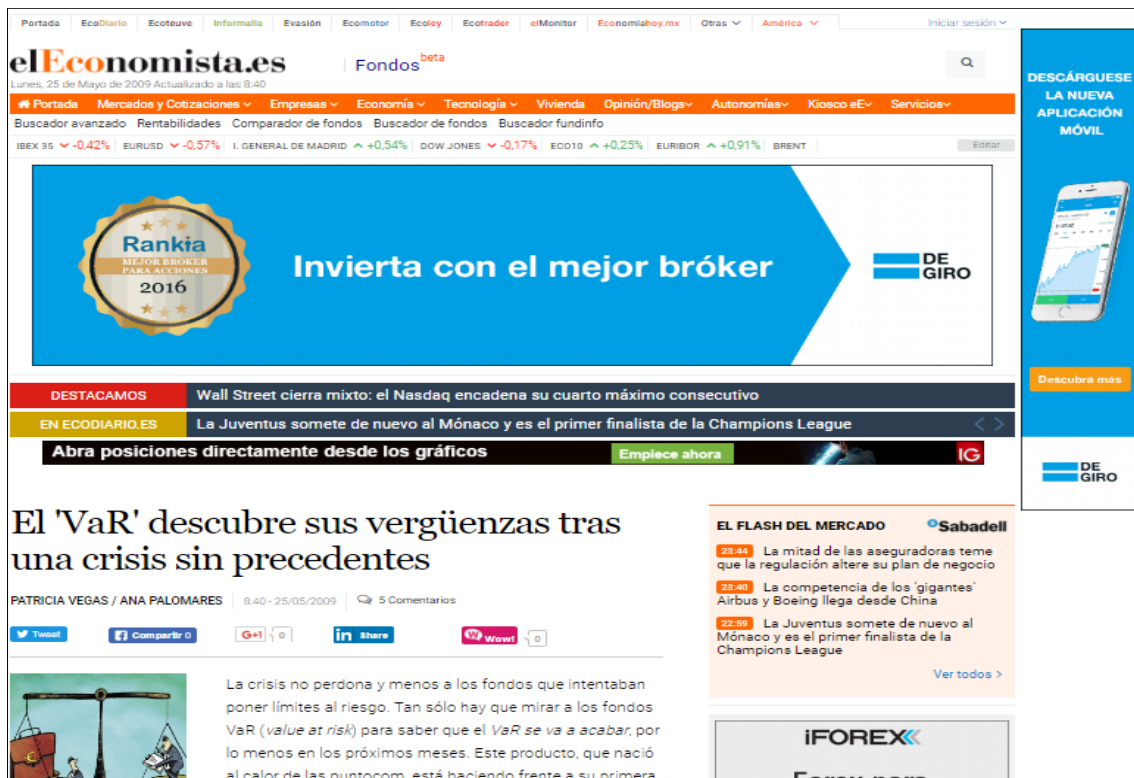 Portada EcoDiario Ecoteuve Informalia Evasión Ecomotor Ecoley Ecotrader elMonitor Economiahoy.mx Otras América Iniciar sesión
elEconomista.es Fondos beta
Lunes, 25 de Mayo de 2009 Actualizado a las 8:40
Portada Mercados y Cotizaciones Empresas Economía Tecnología Vivienda Opinión/Blogs Autonomías Kiosco eE Servicios
Buscador avanzado Rentabilidades Comparador de fondos Buscador de fondos Buscador fundinfo
IBEX 35 -0,42% EURUSD -0,57% I. GENERAL DE MADRID +0,54% DOW JONES -0,17% ECO10 +0,25% EURIBOR +0,91% BRENT Editar
Rankia
MEJOR BROKER
PARA ACCIONES
2016
Invierta con el mejor bróker
DE
GIRO
DESCÁRGUESE
LA NUEVA
APLICACIÓN
MÓVIL
Descubra más
DE
GIRO
DESTACAMOS Wall Street cierra mixto: el Nasdaq encadena su cuarto máximo consecutivo
EN ECODIARIO.ES La Juventus somete de nuevo al Mónaco y es el primer finalista de la Champions League
Abra posiciones directamente desde los gráficos Empiece ahora IG
El 'VaR' descubre sus vergüenzas tras
una crisis sin precedentes
PATRICIA VEGAS / ANA PALOMARES 8:40 - 25/05/2009 5 Comentarios
Tweet Compartir 0 G+1 0 in Share Wow! 0
La crisis no perdona y menos a los fondos que intentaban
poner límites al riesgo. Tan sólo hay que mirar a los fondos
VaR (value at risk) para saber que el VaR se va a acabar, por
lo menos en los próximos meses. Este producto, que nació
al calor de las puntocom, está haciendo frente a su primera
EL FLASH DEL MERCADO Sabadell
23:44 La mitad de las aseguradoras teme
que la regulación altere su plan de negocio
23:40 La competencia de los 'gigantes'
Airbus y Boeing llega desde China
22:59 La Juventus somete de nuevo al
Mónaco y es el primer finalista de la
Champions League
Ver todos >
iFOREX
Forex para